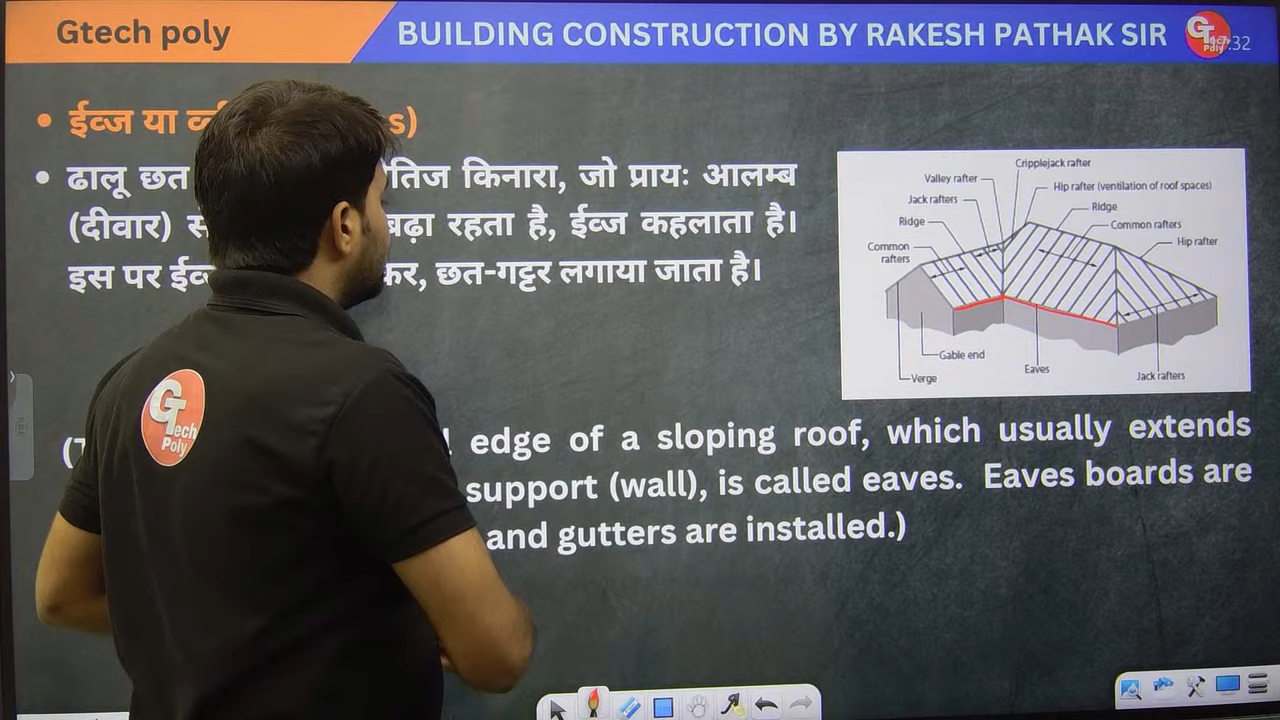 Gtech poly
BUILDING CONSTRUCTION BY RAKESH PATHAK SIR
GT Poly :32
• ईव्ज या s)
• ढालू छत किनारा, जो प्रायः आलम्ब
(दीवार) बढ़ा रहता है, ईव्ज कहलाता है।
इस पर कर, छत-गट्टर लगाया जाता है।
Cripplejack rafter
Valley rafter
Hip rafter (ventilation of roof spaces)
Jack rafters
Ridge
Ridge
Common rafters
Hip rafter
Common
rafters
Gable end
Eaves
Verge
Jack rafters
edge of a sloping roof, which usually extends
support (wall), is called eaves. Eaves boards are
and gutters are installed.)
GTech
Poly